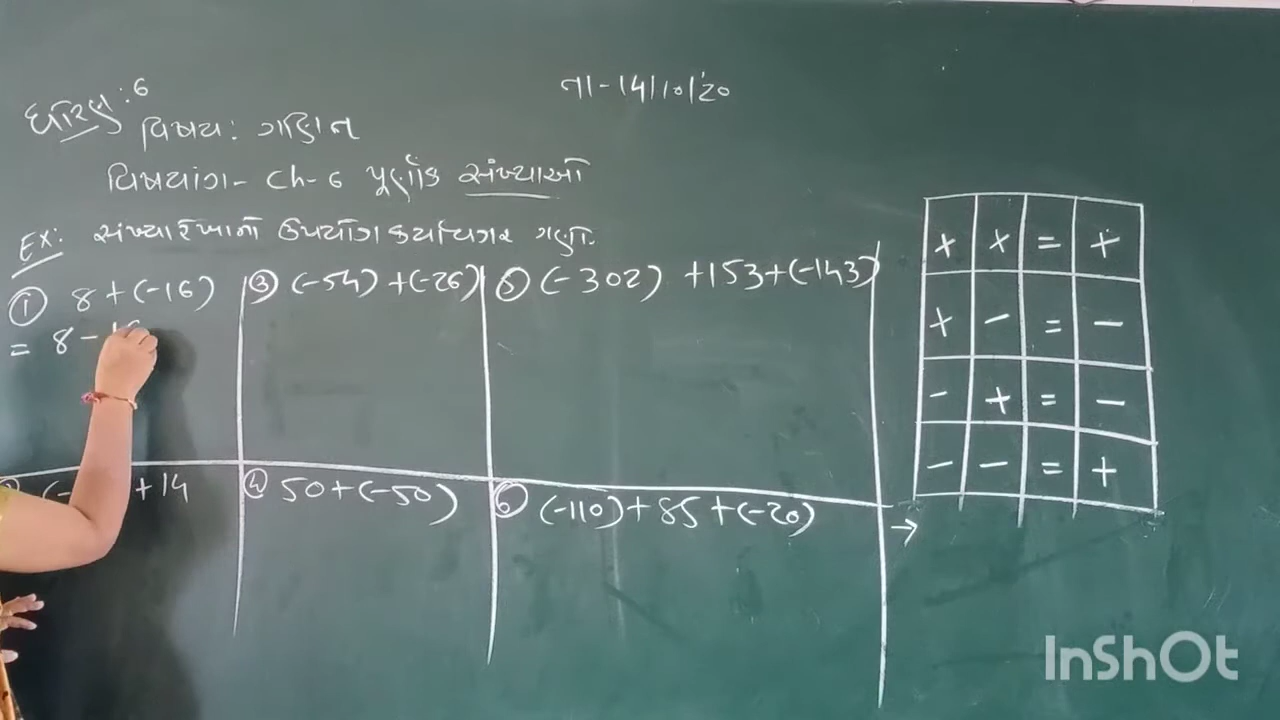 તા-14/10/20
ધોરણ : 6
વિષય : ગણિત
વિષયાંગ - Ch-6 પૂર્ણાંક સંખ્યાઓ
Ex: સંખ્યારેખાનો ઉપયોગ કર્યા વગર ગણો.
① 8 + (-16)
= 8 -
③ (-54) + (-26)
⑤ (-302) + 153 + (-143)
+ 14
④ 50 + (-50)
⑥ (-110) + 85 + (-20)
→
+ + = +
+ - = -
- + = -
- - = +
InShOt